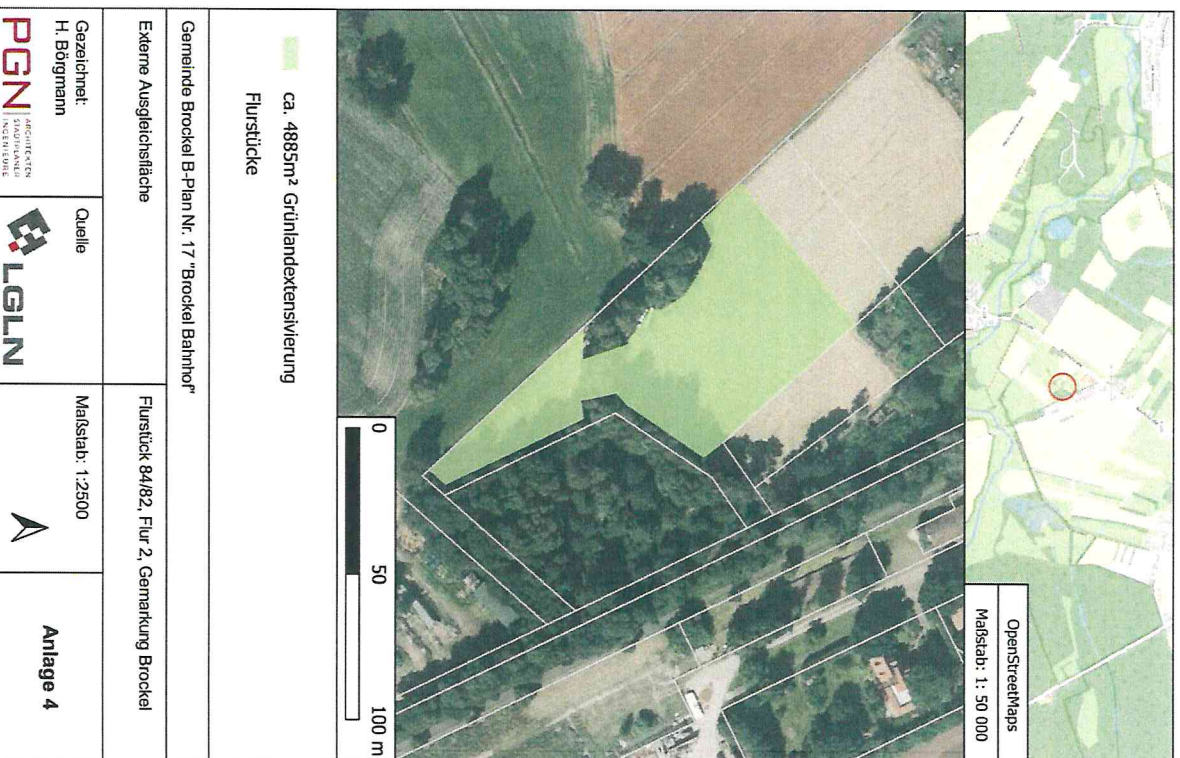 OpenStreetMaps
Maßstab: 1: 50 000
0
50
100 m
ca. 4885m² Grünlandextensivierung
Flurstücke
Gemeinde Brockel B-Plan Nr. 17 "Brockel Bahnhof"
Externe Ausgleichsfläche
Flurstück 84/82, Flur 2, Gemarkung Brockel
Gezeichnet:
H. Börgmann
PGN
ARCHITEKTEN
STADTPLANER
INGENIEURE
Quelle
LGLN
Maßstab: 1:2500
Anlage 4